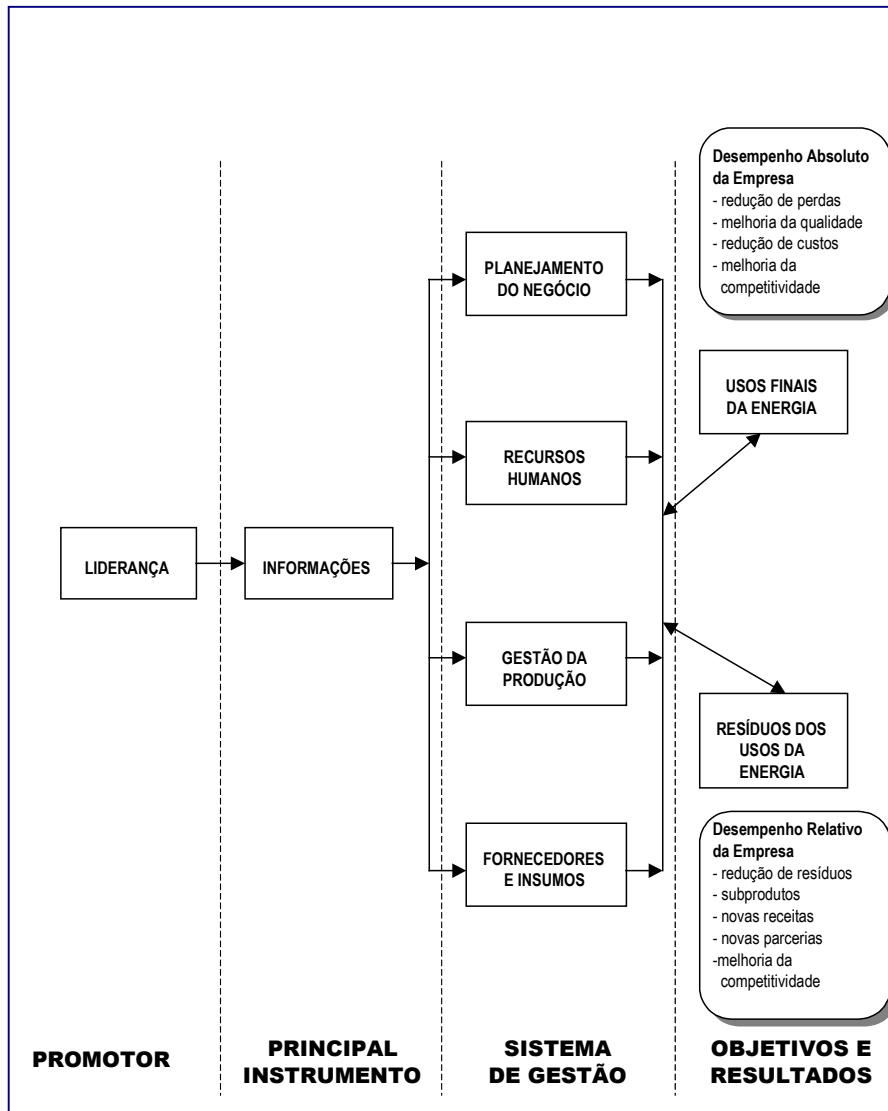 Desempenho Absoluto
da Empresa
- redução de perdas
- melhoria da qualidade
- redução de custos
- melhoria da
competitividade
PLANEJAMENTO
DO NEGÓCIO
USOS FINAIS
DA ENERGIA
RECURSOS
HUMANOS
LIDERANÇA
INFORMAÇÕES
GESTÃO DA
PRODUÇÃO
RESÍDUOS DOS
USOS DA
ENERGIA
FORNECEDORES
E INSUMOS
Desempenho Relativo
da Empresa
- redução de resíduos
- subprodutos
- novas receitas
- novas parcerias
-melhoria da
competitividade
PROMOTOR
PRINCIPAL
INSTRUMENTO
SISTEMA
DE GESTÃO
OBJETIVOS E
RESULTADOS